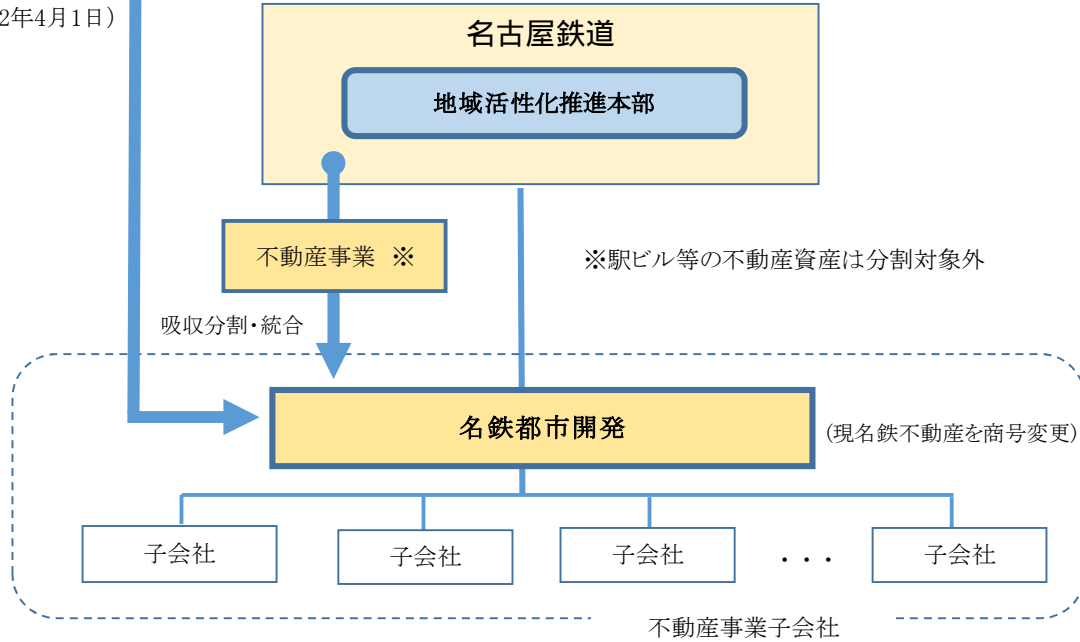 2年4月1日）
名古屋鉄道
地域活性化推進本部
不動産事業 ※
※駅ビル等の不動産資産は分割対象外
吸収分割・統合
名鉄都市開発
(現名鉄不動産を商号変更)
子会社
子会社
子会社
・・・
子会社
不動産事業子会社